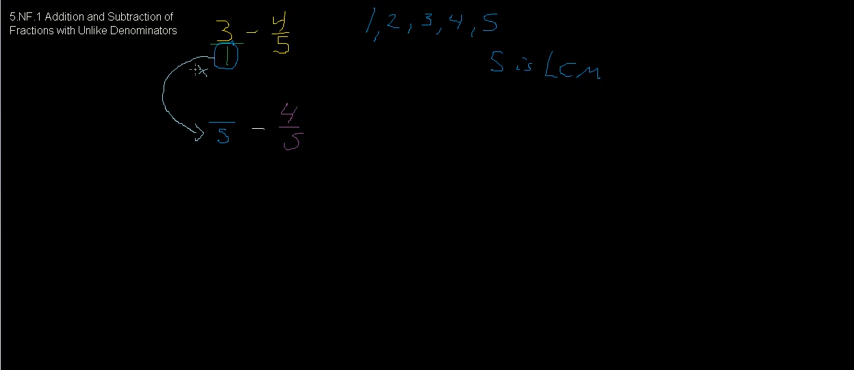 5.NF.1 Addition and Subtraction of
Fractions with Unlike Denominators
3/1 - 4/5
1, 2, 3, 4, 5
5 is LCM
/5 - 4/5